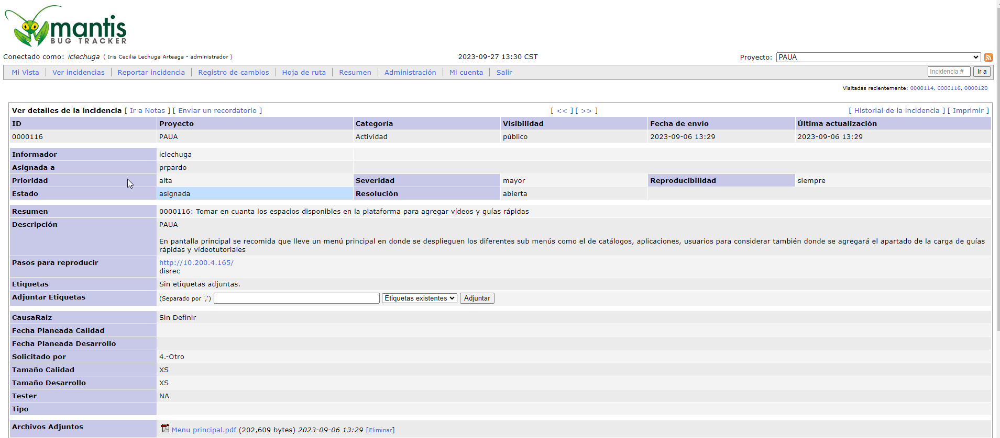 mantis
BUG TRACKER
Conectado como: iclechuga ( Iris Cecilia Lechuga Arteaga - administrador ) 2023-09-27 13:30 CST Proyecto: PAUA
Mi Vista | Ver incidencias | Reportar incidencia | Registro de cambios | Hoja de ruta | Resumen | Administración | Mi cuenta | Salir Incidencia # Ir a
Visitadas recientemente: 0000114, 0000116, 0000120
Ver detalles de la incidencia [ Ir a Notas ] [ Enviar un recordatorio ] [ << ] [ >> ] [ Historial de la incidencia ] [ Imprimir ]
ID Proyecto Categoría Visibilidad Fecha de envío Última actualización
0000116 PAUA Actividad público 2023-09-06 13:29 2023-09-06 13:29
Informador iclechuga
Asignada a prpardo
Prioridad alta Severidad mayor Reproducibilidad siempre
Estado asignada Resolución abierta
Resumen 0000116: Tomar en cuenta los espacios disponibles en la plataforma para agregar vídeos y guías rápidas
Descripción PAUA
En pantalla principal se recomida que lleve un menú principal en donde se desplieguen los diferentes sub menús como el de catálogos, aplicaciones, usuarios para considerar también donde se agregará el apartado de la carga de guías
rápidas y vídeotutoriales
Pasos para reproducir http://10.200.4.165/
disrec
Etiquetas Sin etiquetas adjuntas.
Adjuntar Etiquetas (Separado por ',') Etiquetas existentes Adjuntar
CausaRaiz Sin Definir
Fecha Planeada Calidad
Fecha Planeada Desarrollo
Solicitado por 4.-Otro
Tamaño Calidad XS
Tamaño Desarrollo XS
Tester NA
Tipo
Archivos Adjuntos Menu principal.pdf (202,609 bytes) 2023-09-06 13:29 [Eliminar]